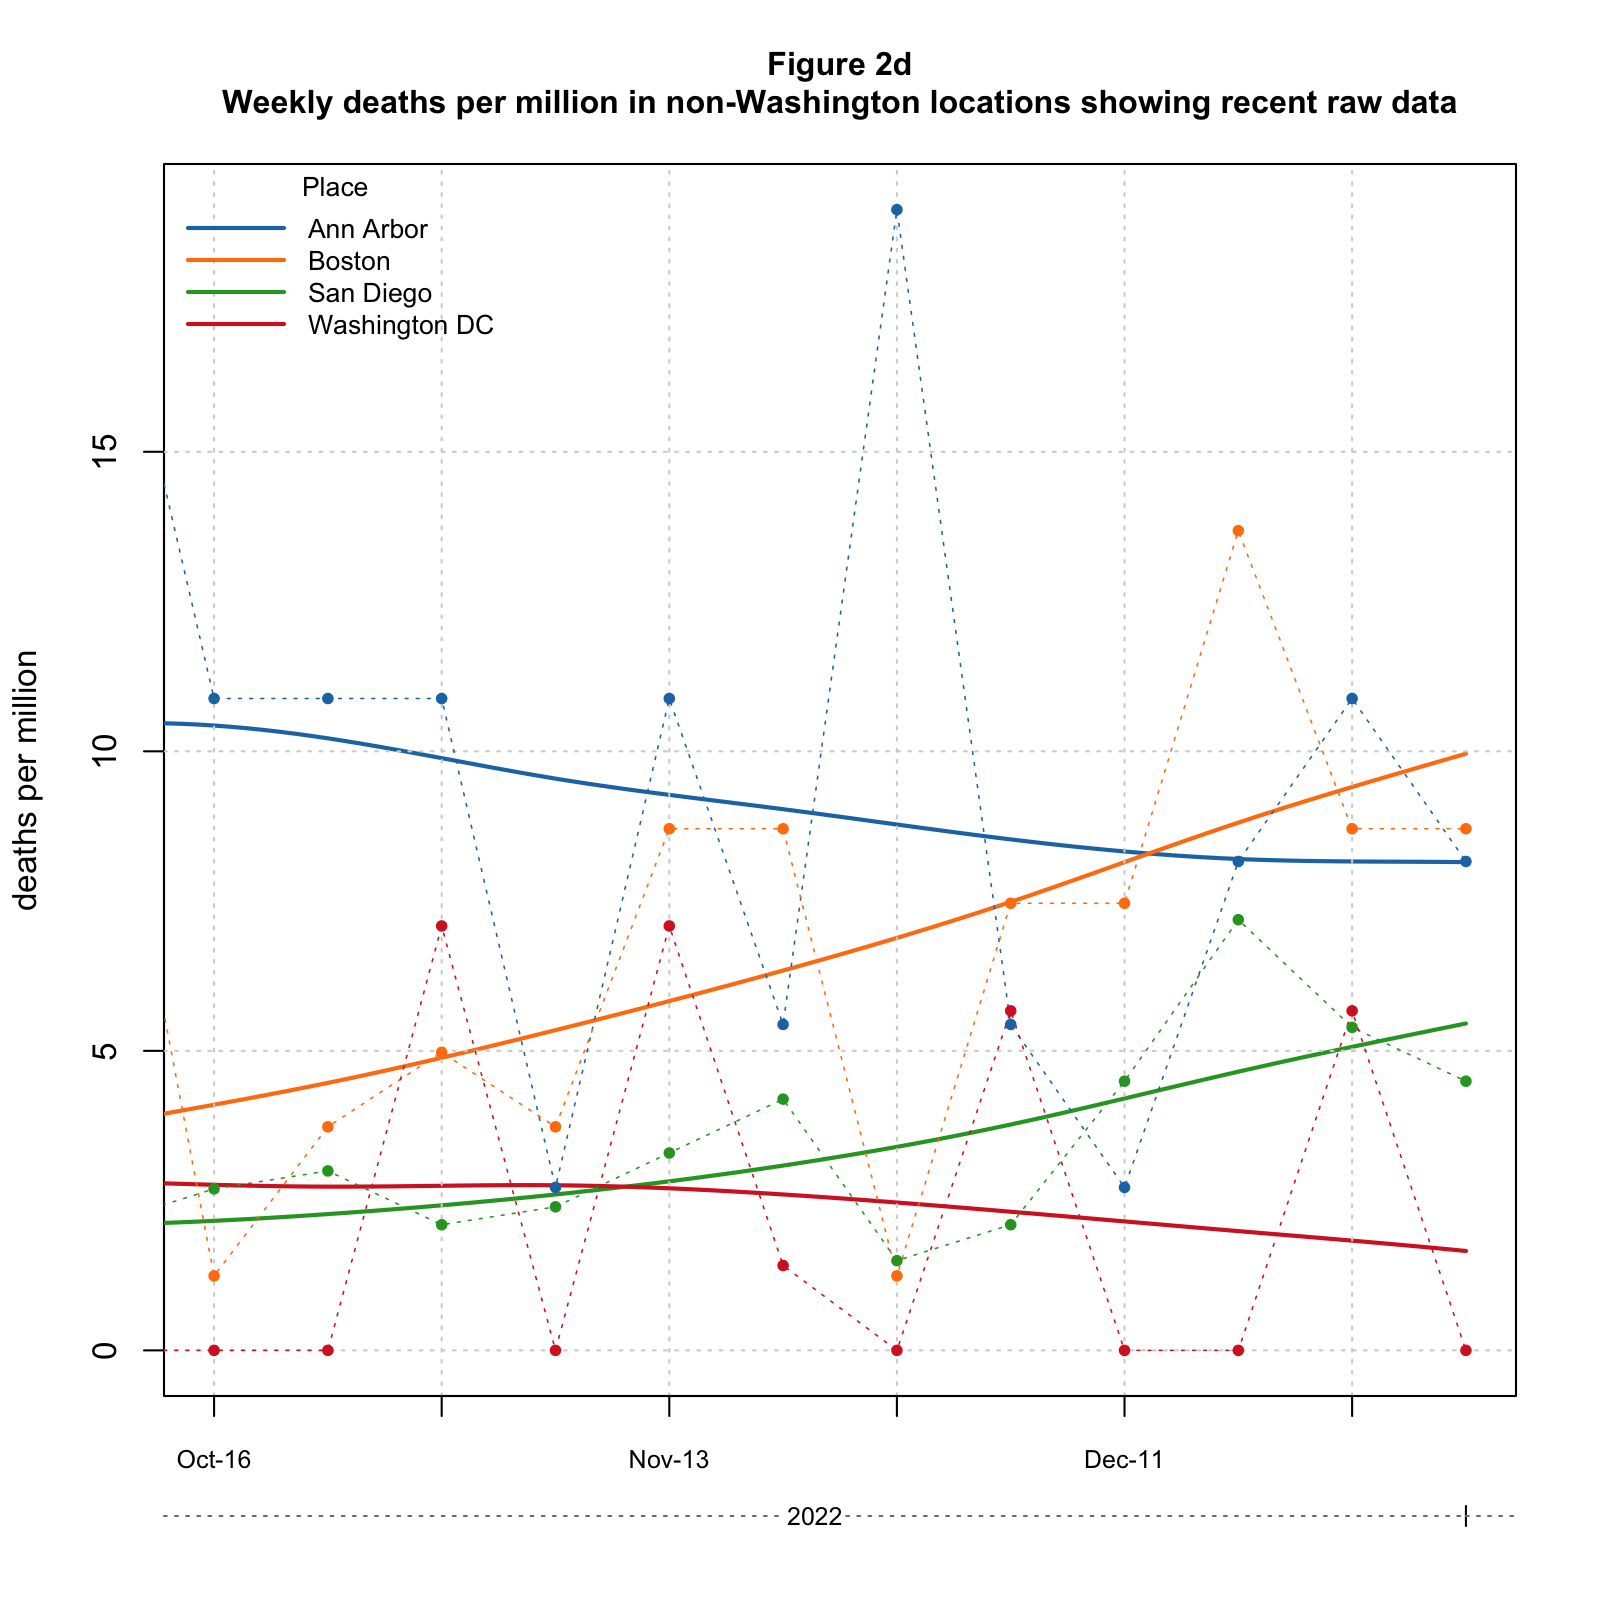 Figure 2d
Weekly deaths per million in non-Washington locations showing recent raw data
Place
Ann Arbor
Boston
San Diego
Washington DC
deaths per million
15
10
5
0
Oct-16
Nov-13
Dec-11
2022